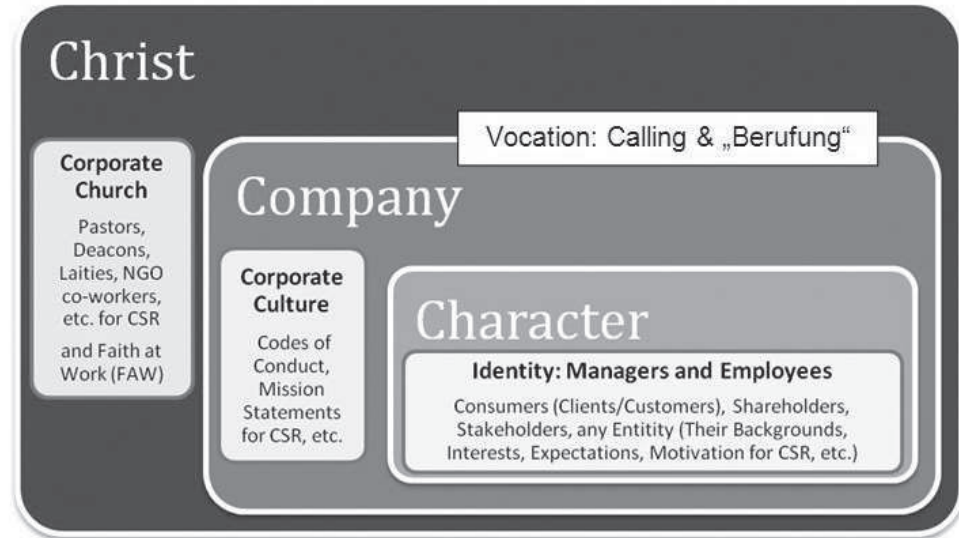 Christ
Corporate
Church
Pastors,
Deacons,
Laities, NGO
co-workers,
etc. for CSR
and Faith at
Work (FAW)
Vocation: Calling & „Berufung“
Company
Corporate
Culture
Codes of
Conduct,
Mission
Statements
for CSR, etc.
Character
Identity: Managers and Employees
Consumers (Clients/Customers), Shareholders,
Stakeholders, any Entitity (Their Backgrounds,
Interests, Expectations, Motivation for CSR, etc.)